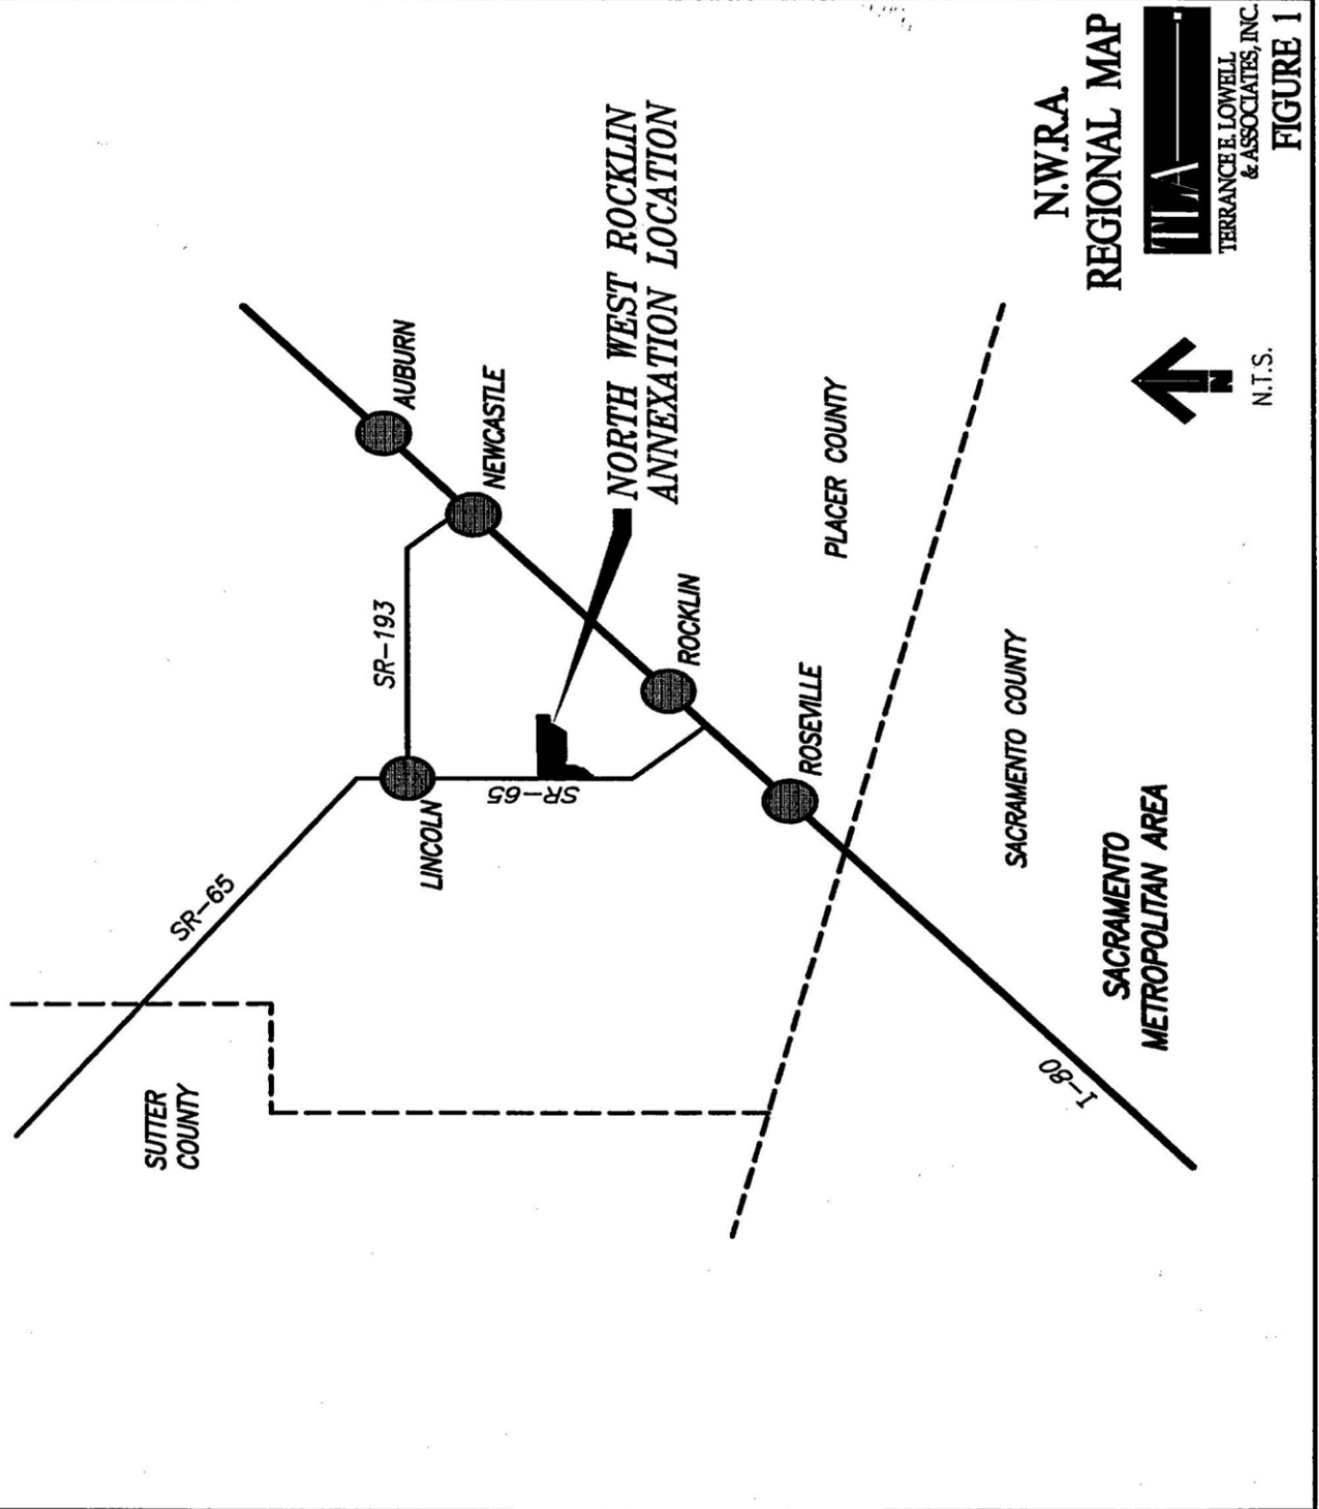 SUTTER
COUNTY
SR-65
LINCOLN
SR-193
SR-65
AUBURN
NEWCASTLE
NORTH WEST ROCKLIN
ANNEXATION LOCATION
ROCKLIN
ROSEVILLE
PLACER COUNTY
SACRAMENTO COUNTY
SACRAMENTO
METROPOLITAN AREA
I-80
N
N.T.S.
N.W.R.A.
REGIONAL MAP
TLA
TERRANCE E. LOWELL
& ASSOCIATES, INC.
FIGURE 1